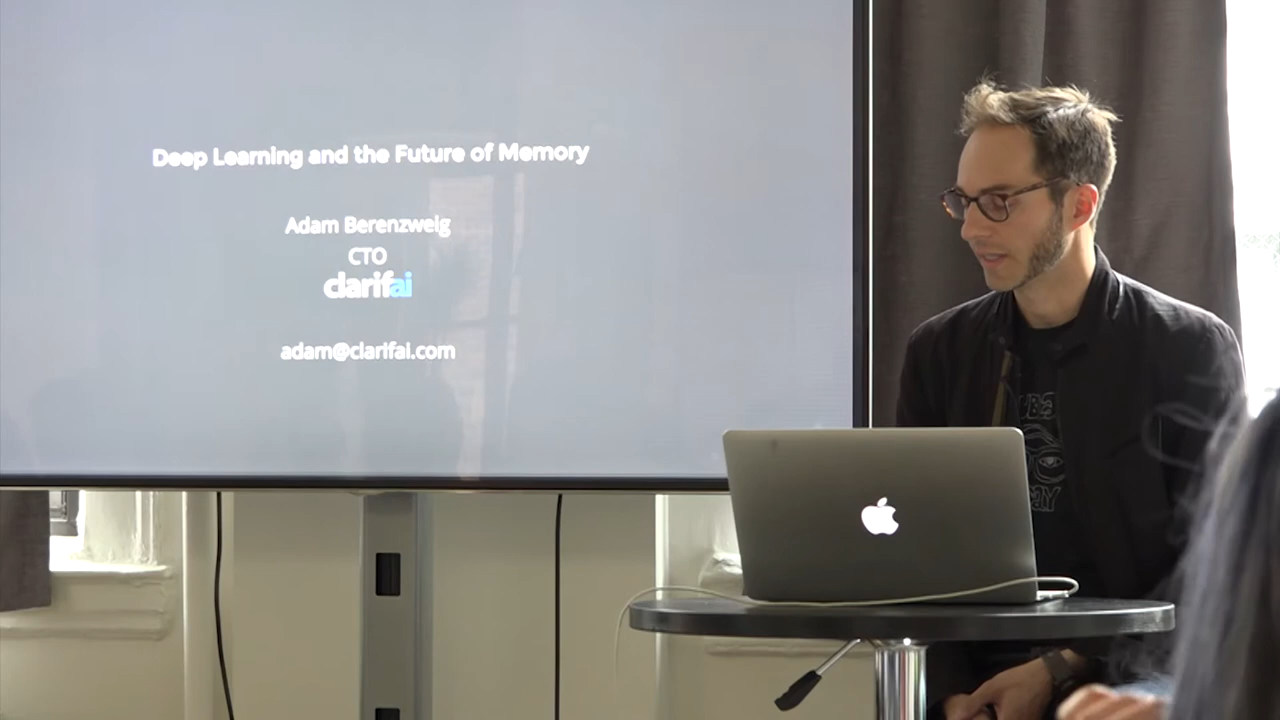 Deep Learning and the Future of Memory
Adam Berenzweig
CTO
clarifai
adam@clarifai.com